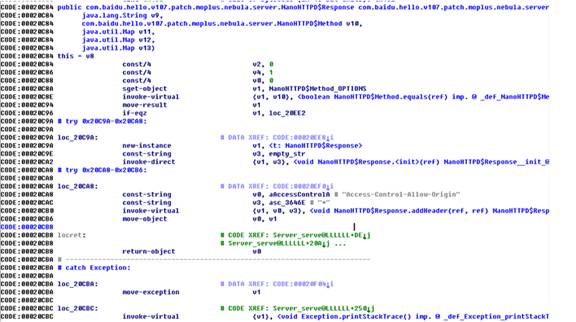 CODE:00020C84 public com.baidu.hello.v107.patch.moplus.nebula.server.NanoHTTPD$Response com.baidu.hello.v107.patch.moplus.nebula.server.
CODE:00020C84 java.lang.String v9,
CODE:00020C84 com.baidu.hello.v107.patch.moplus.nebula.server.NanoHTTPD$Method v10,
CODE:00020C84 java.util.Map v11,
CODE:00020C84 java.util.Map v12,
CODE:00020C84 java.util.Map v13)
CODE:00020C84 this = v8
CODE:00020C84 const/4 v2, 0
CODE:00020C86 const/4 v4, 1
CODE:00020C88 const/4 v0, 0
CODE:00020C8A sget-object v1, NanoHTTPD$Method_OPTIONS
CODE:00020C8E invoke-virtual {v1, v10}, <boolean NanoHTTPD$Method.equals(ref) imp. @ _def_NanoHTTPD$Me
CODE:00020C94 move-result v1
CODE:00020C96 if-eqz v1, loc_20EE2
CODE:00020C9A # try 0x20C9A-0x20CA8:
CODE:00020C9A
CODE:00020C9A loc_20C9A: # DATA XREF: CODE:00020EE8↓i
CODE:00020C9A new-instance v1, <t: NanoHTTPD$Response>
CODE:00020C9E const-string v3, empty_str
CODE:00020CA2 invoke-direct {v1, v3}, <void NanoHTTPD$Response.<init>(ref) NanoHTTPD$Response__init_@
CODE:00020CA8 # try 0x20CA8-0x20CB6:
CODE:00020CA8
CODE:00020CA8 loc_20CA8: # DATA XREF: CODE:00020EF0↓i
CODE:00020CA8 const-string v0, aAccessControlA # "Access-Control-Allow-Origin"
CODE:00020CAC const-string v3, asc_3646E # "*"
CODE:00020CB0 invoke-virtual {v1, v0, v3}, <void NanoHTTPD$Response.addHeader(ref, ref) NanoHTTPD$Resp
CODE:00020CB6 move-object v0, v1
CODE:00020CB8
CODE:00020CB8 locret: # CODE XREF: Server_serve@LLLLLL+DE↓j
CODE:00020CB8 # Server_serve@LLLLLL+20A↓j ...
CODE:00020CB8 return-object v0
CODE:00020CBA # catch Exception:
CODE:00020CBA
CODE:00020CBA loc_20CBA: # DATA XREF: CODE:00020F04↓i
CODE:00020CBA move-exception v1
CODE:00020CBC
CODE:00020CBC loc_20CBC: # CODE XREF: Server_serve@LLLLLL+250↓j
CODE:00020CBC invoke-virtual {v1}, <void Exception.printStackTrace() imp. @ _def_Exception_printStackT